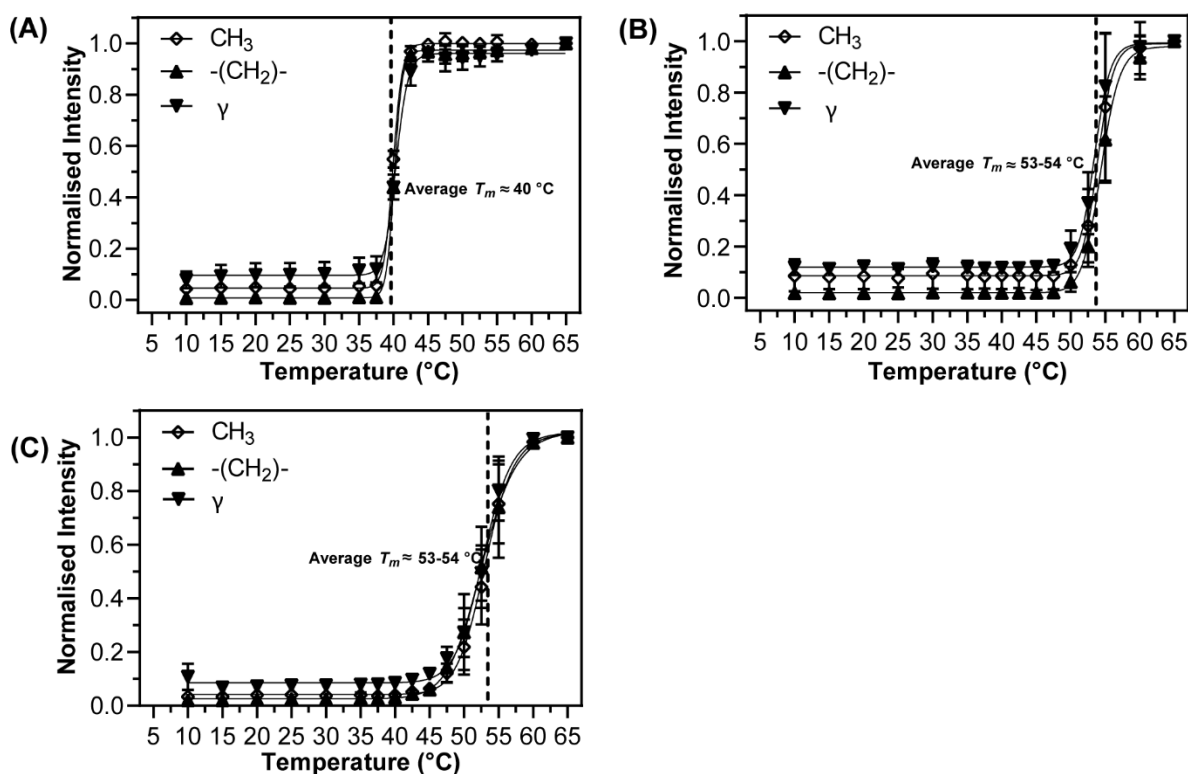 (A)
CH₃
-(CH₂)-
γ
Normalised Intensity
1.0
0.8
0.6
0.4
0.2
0.0
Average Tm ≈ 40 °C
5 10 15 20 25 30 35 40 45 50 55 60 65
Temperature (°C)
(B)
CH₃
-(CH₂)-
γ
Normalised Intensity
1.0
0.8
0.6
0.4
0.2
0.0
Average Tm ≈ 53-54 °C
5 10 15 20 25 30 35 40 45 50 55 60 65
Temperature (°C)
(C)
CH₃
-(CH₂)-
γ
Normalised Intensity
1.0
0.8
0.6
0.4
0.2
0.0
Average Tm ≈ 53-54 °C
5 10 15 20 25 30 35 40 45 50 55 60 65
Temperature (°C)